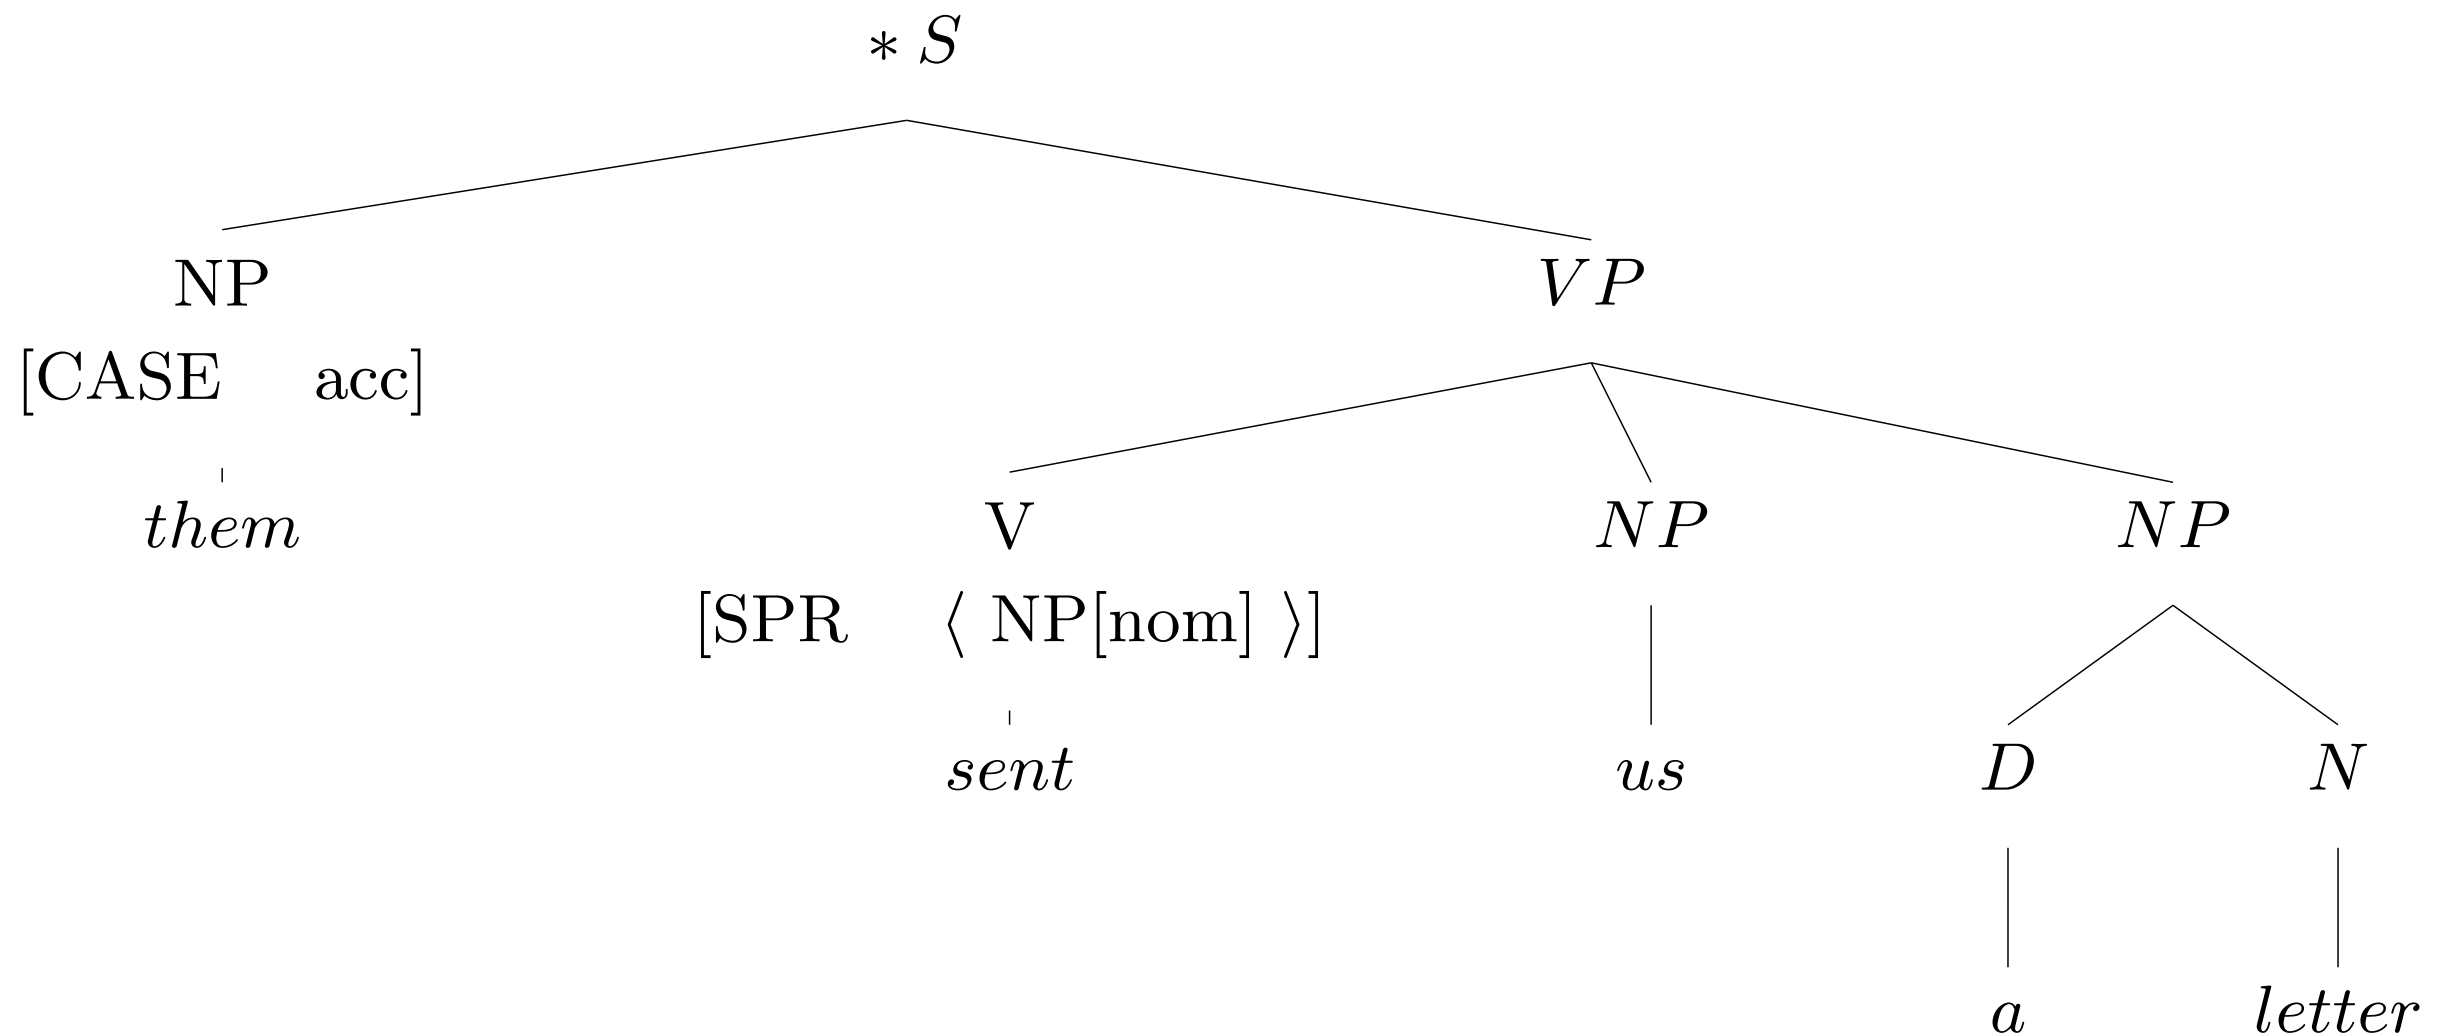 * S
NP VP
[CASE acc]
them V NP NP
[SPR ⟨ NP[nom] ⟩]
sent us D N
a letter